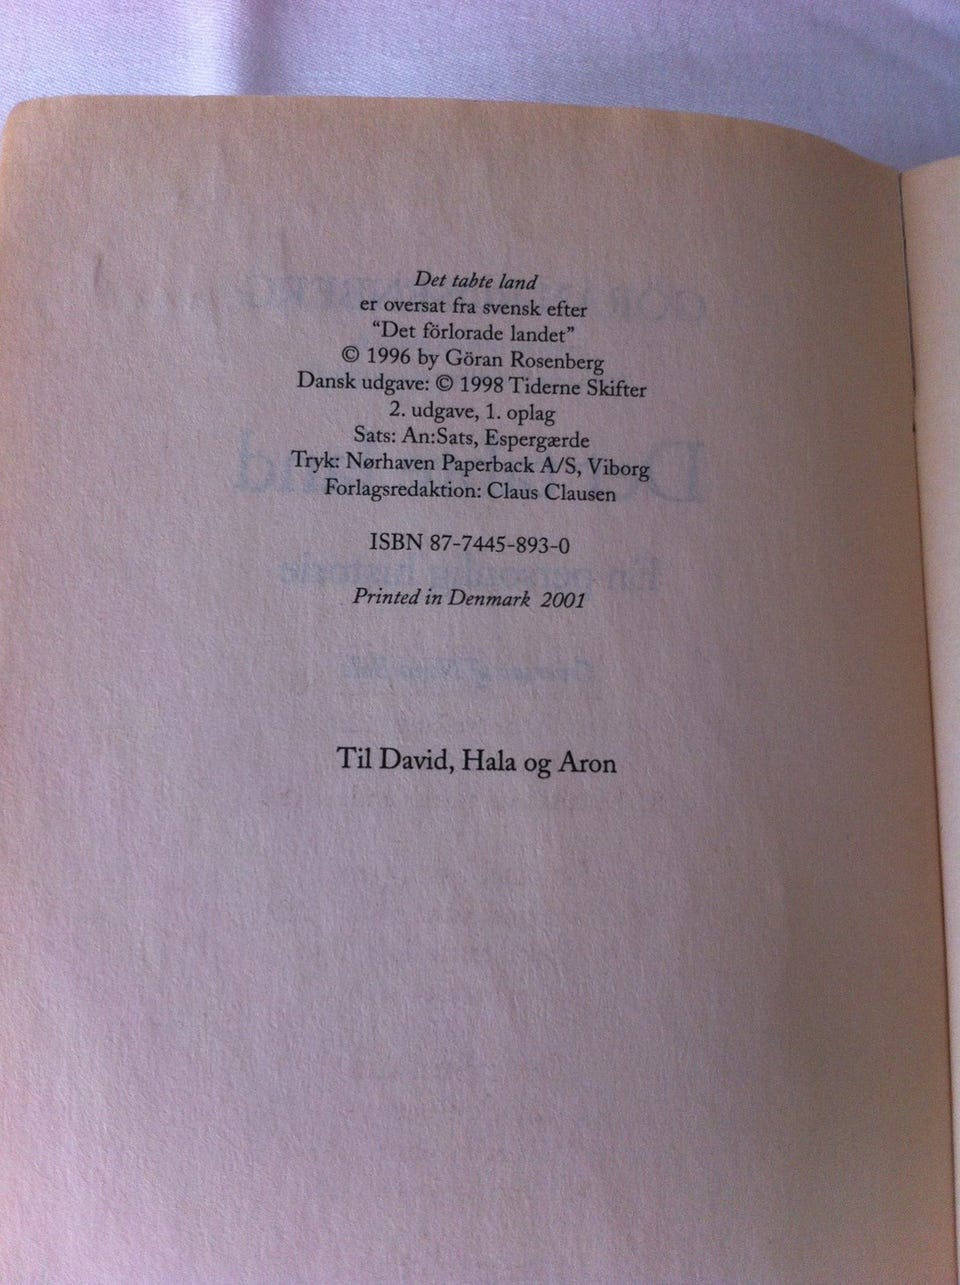 Det tabte land
er oversat fra svensk efter
“Det förlorade landet”
© 1996 by Göran Rosenberg
Dansk udgave: © 1998 Tiderne Skifter
2. udgave, 1. oplag
Sats: An:Sats, Espergærde
Tryk: Nørhaven Paperback A/S, Viborg
Forlagsredaktion: Claus Clausen
ISBN 87-7445-893-0
Printed in Denmark 2001
Til David, Hala og Aron